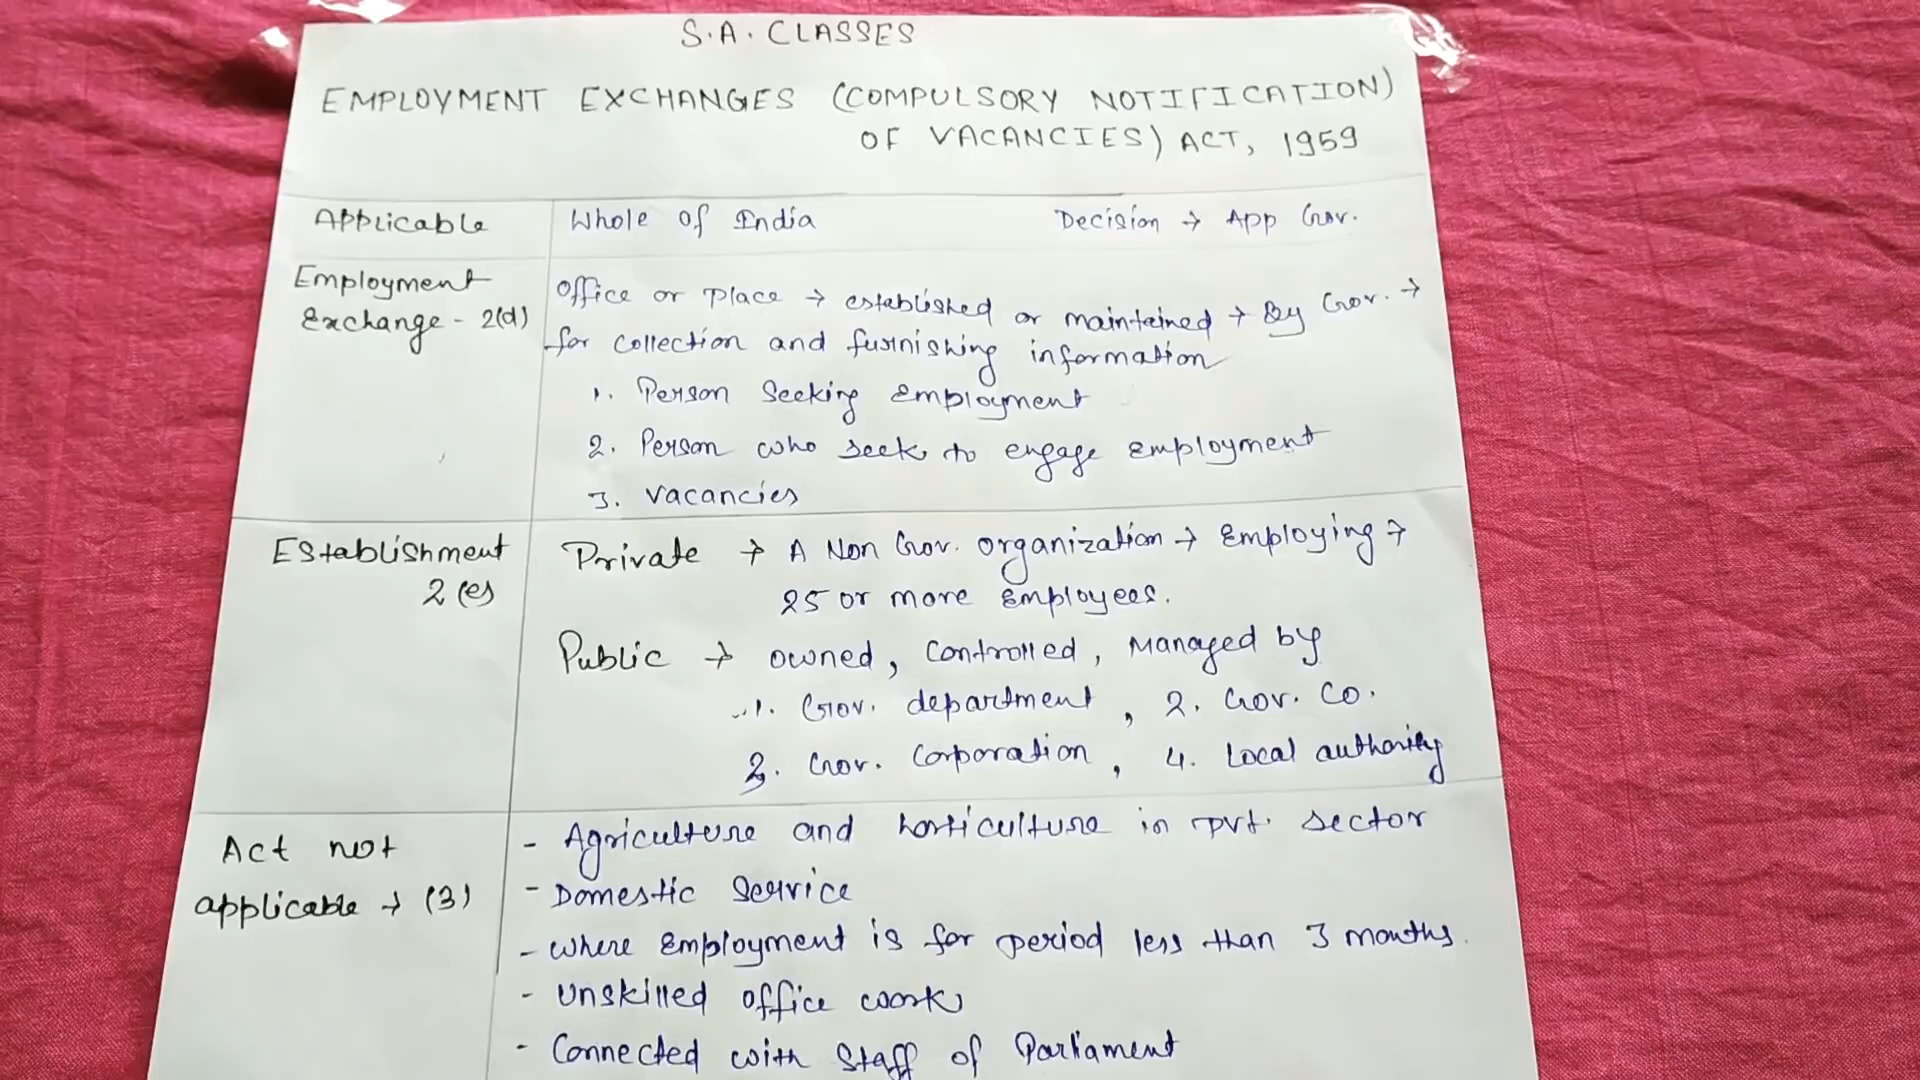 S.A. CLASSES
EMPLOYMENT EXCHANGES (COMPULSORY NOTIFICATION)
OF VACANCIES) ACT, 1959
Applicable
Whole of India
Decision → App Gov.
Employment
Exchange - 2(d)
Office or place → established or maintained → By Gov. →
for collection and furnishing information
1. Person seeking employment
2. Person who seek to engage employment
3. Vacancies
Establishment
2(e)
Private → A Non Gov. organization → Employing →
25 or more employees.
Public → owned, controlled, managed by
1. Gov. department, 2. Gov. Co.
3. Gov. Corporation, 4. Local authority
Act not
applicable → (3)
- Agriculture and horticulture in pvt. sector
- Domestic service
- where employment is for period less than 3 months.
- Unskilled office work
- Connected with staff of Parliament